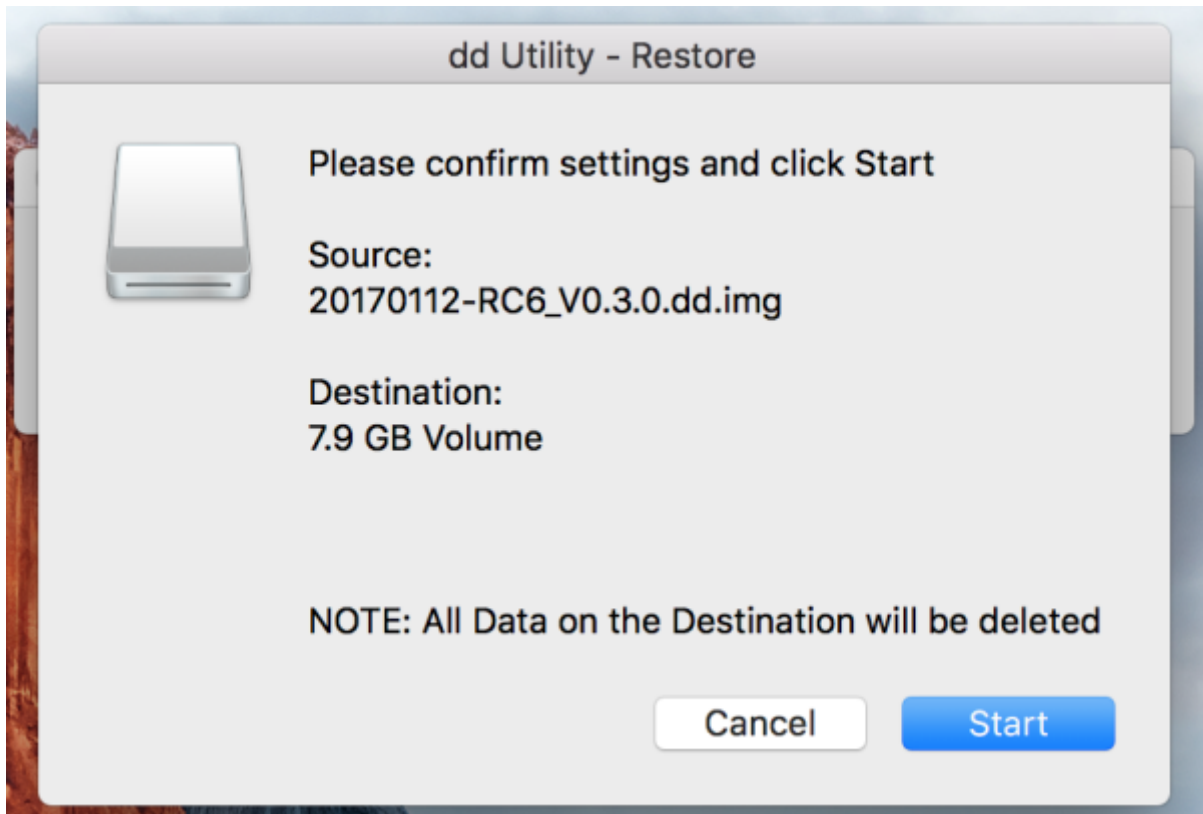 dd Utility - Restore
Please confirm settings and click Start
Source:
20170112-RC6_V0.3.0.dd.img
Destination:
7.9 GB Volume
NOTE: All Data on the Destination will be deleted
Cancel
Start